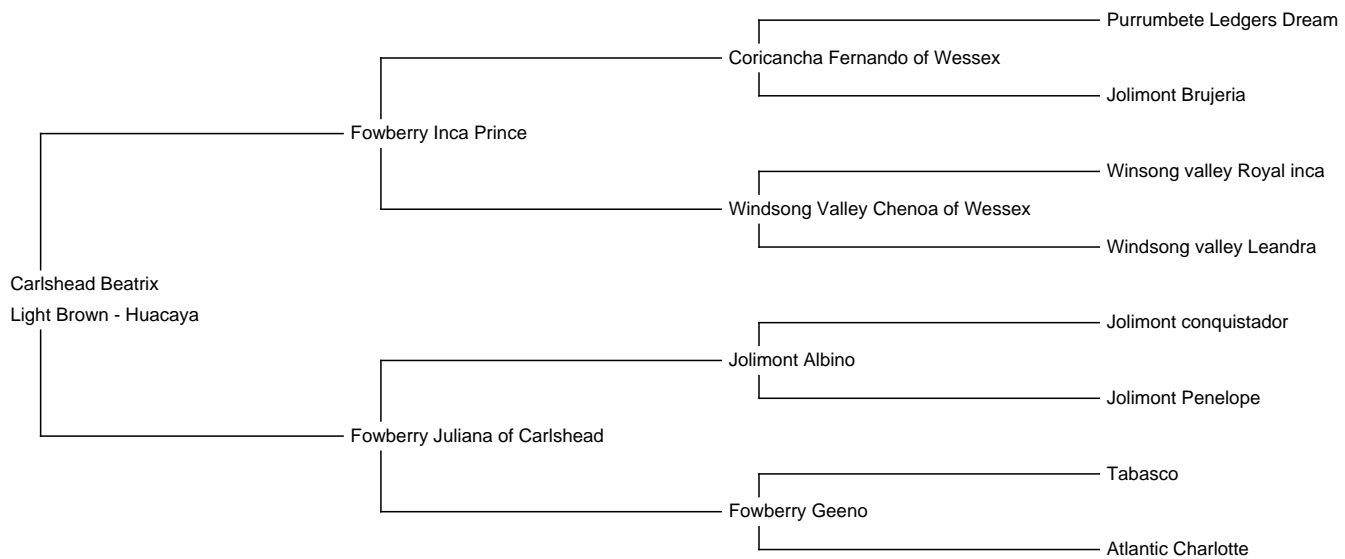 Purrumbete Ledgers Dream
Coricancha Fernando of Wessex
Jolimont Brujeria
Fowberry Inca Prince
Winsong valley Royal inca
Windsong Valley Chenoa of Wessex
Windsong valley Leandra
Carlshead Beatrix
Light Brown - Huacaya
Jolimont conquistador
Jolimont Albino
Jolimont Penelope
Fowberry Juliana of Carlshead
Tabasco
Fowberry Geeno
Atlantic Charlotte